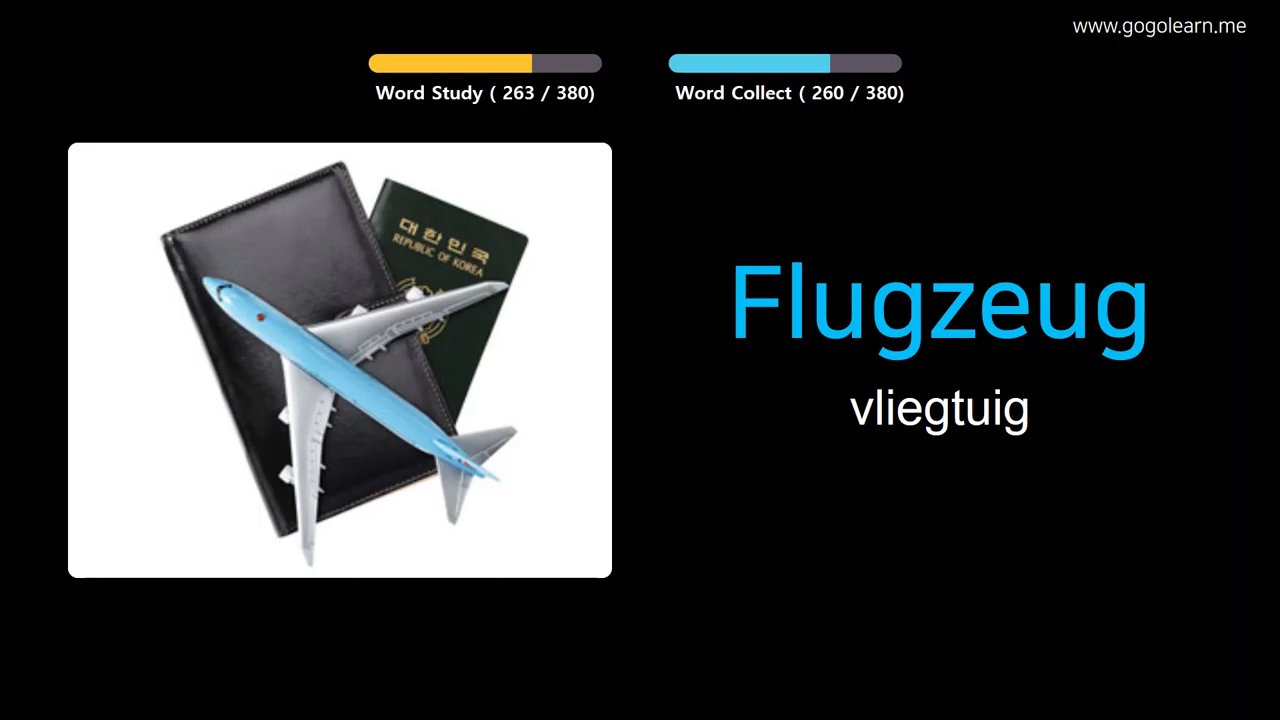 www.gogolearn.me
Word Study ( 263 / 380)
Word Collect ( 260 / 380)
대한민국
REPUBLIC OF KOREA
Flugzeug
vliegtuig